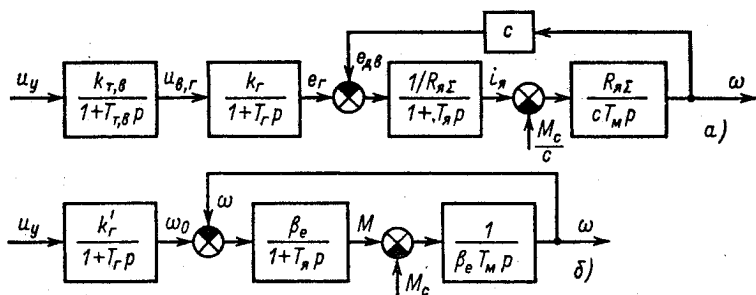 c
e_дв
u_у
k_т,в
1+T_т,в p
u_в,г
k_г
1+T_г p
e_г
1/R_яΣ
1+T_я p
i_я
M_c
c
R_яΣ
cT_м p
ω
а)
u_у
k_г'
1+T_г p
ω_0
ω
β_e
1+T_я p
M
M_c
1
β_e T_м p
ω
б)